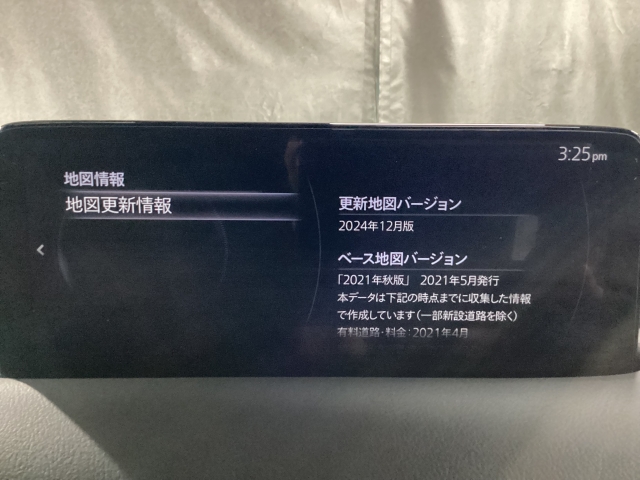 3:25pm
地図情報
地図更新情報
更新地図バージョン
2024年12月版
ベース地図バージョン
「2021年秋版」 2021年5月発行
本データは下記の時点までに収集した情報
で作成しています(一部新設道路を除く)
有料道路・料金:2021年4月